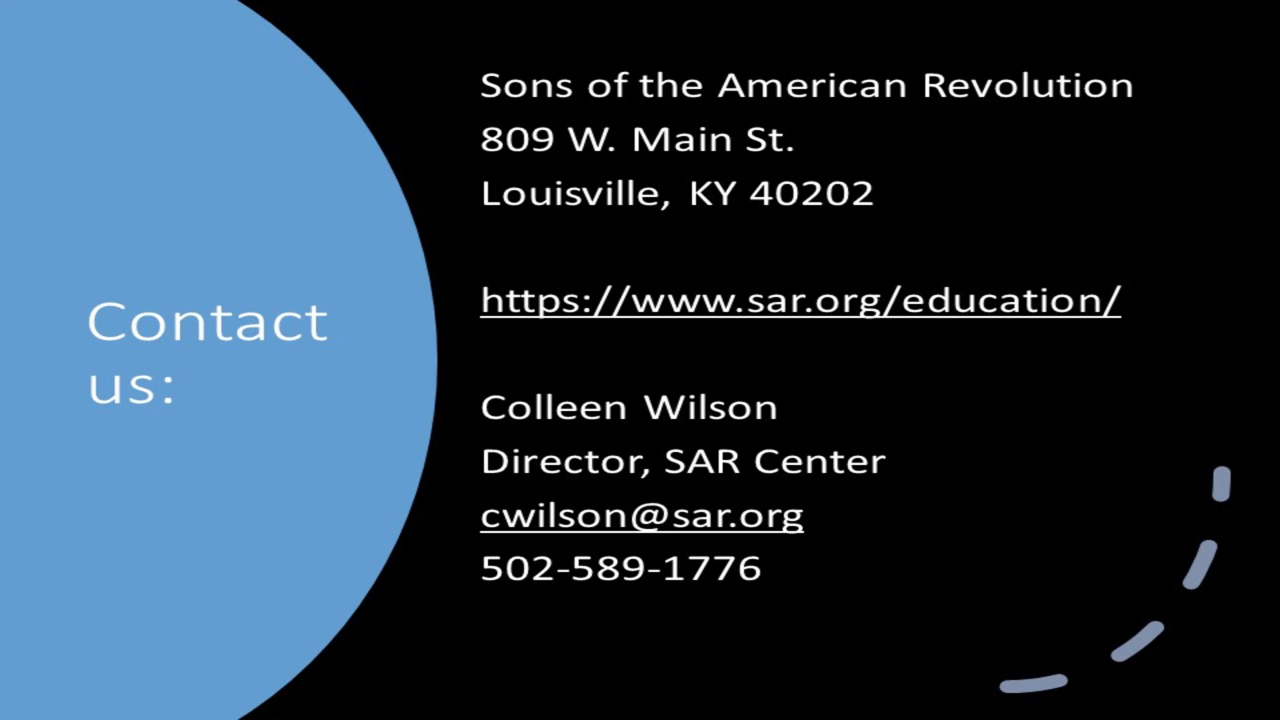 Contact
us:
Sons of the American Revolution
809 W. Main St.
Louisville, KY 40202
https://www.sar.org/education/
Colleen Wilson
Director, SAR Center
cwilson@sar.org
502-589-1776